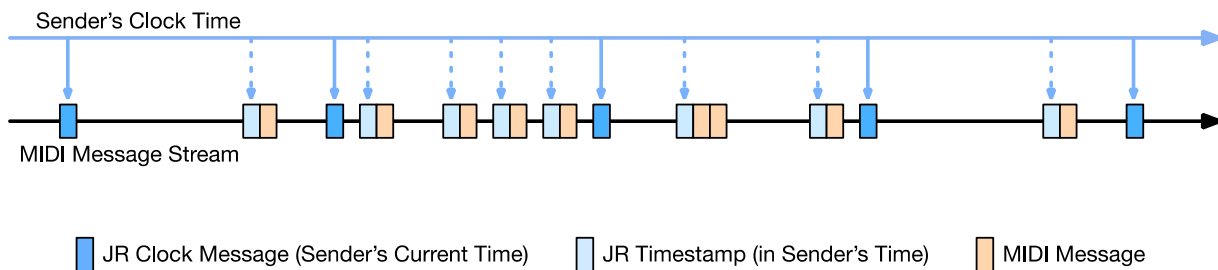 Sender’s Clock Time
MIDI Message Stream
JR Clock Message (Sender’s Current Time) JR Timestamp (in Sender’s Time) MIDI Message